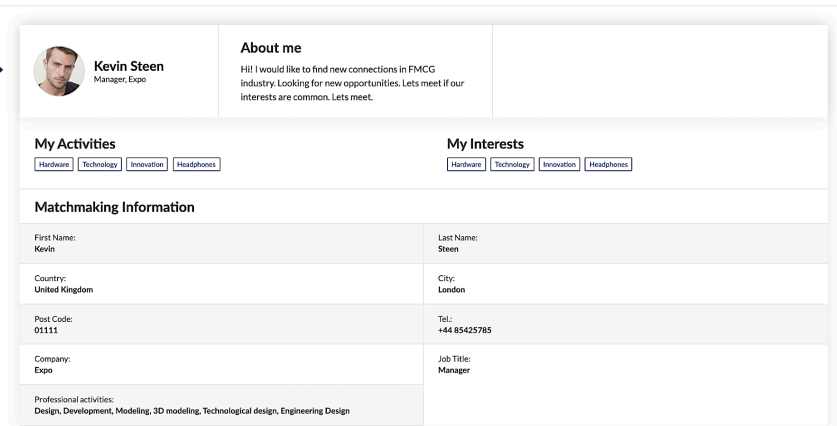 Kevin Steen
Manager, Expo
About me
Hi! I would like to find new connections in FMCG
industry. Looking for new opportunities. Lets meet if our
interests are common. Lets meet.
My Activities
Hardware Technology Innovation Headphones
My Interests
Hardware Technology Innovation Headphones
Matchmaking Information
First Name:
Kevin
Last Name:
Steen
Country:
United Kingdom
City:
London
Post Code:
01111
Tel.:
+44 85425785
Company:
Expo
Job Title:
Manager
Professional activities:
Design, Development, Modeling, 3D modeling, Technological design, Engineering Design